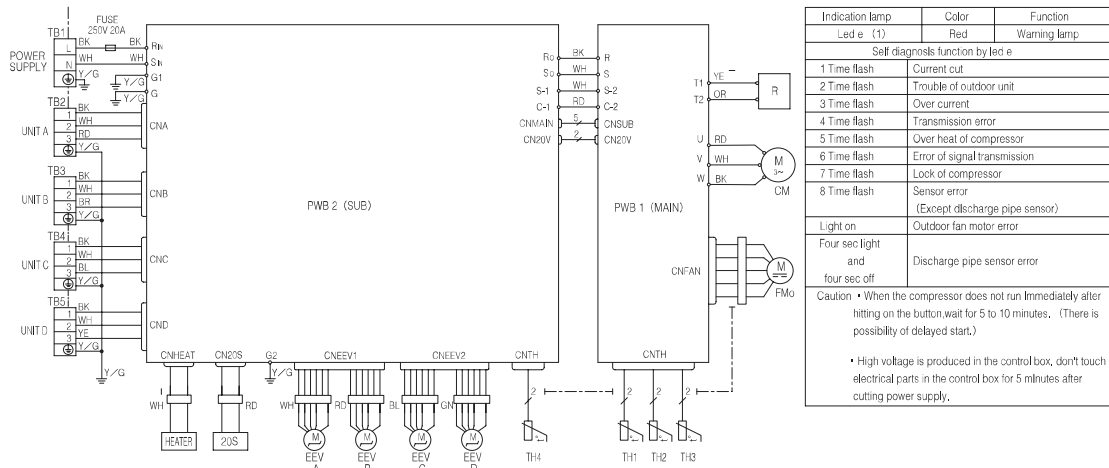 FUSE
250V 20A
TB1
POWER
SUPPLY
L BK BK RIN
N WH WH SIN
Y/G Y/G G1
G
TB2
UNIT A
1 BK
2 WH
3 RD
Y/G
CNA
TB3
UNIT B
1 BK
2 WH
3 BR
Y/G
CNB
TB4
UNIT C
1 BK
2 WH
3 BL
Y/G
CNC
TB5
UNIT D
1 BK
2 WH
3 YE
Y/G
CND
Y/G
PWB 2 (SUB)
Ro BK R
So WH S
S-1 WH S-2
C-1 RD C-2
CNMAIN 5 CNSUB
CN20V 2 CN20V
PWB 1 (MAIN)
T1 YE
T2 OR
R
U RD
V WH
W BK
M
3~
CM
CNFAN
M
FMo
CNHEAT CN20S G2 CNEEV1 CNEEV2 CNTH
CNTH
Y/G
WH RD WH RD BL GN 2
2 2 2
HEATER 20S
M M M M
EEV EEV EEV EEV
A B C D
TH4
TH1 TH2 TH3
Indication lamp Color Function
Led e (1) Red Warning lamp
Self diagnosis function by led e
1 Time flash Current cut
2 Time flash Trouble of outdoor unit
3 Time flash Over current
4 Time flash Transmission error
5 Time flash Over heat of compressor
6 Time flash Error of signal transmission
7 Time flash Lock of compressor
8 Time flash Sensor error
(Except discharge pipe sensor)
Light on Outdoor fan motor error
Four sec light
and
four sec off
Discharge pipe sensor error
Caution • When the compressor does not run Immediately after
hitting on the button,wait for 5 to 10 minutes. (There is
possibility of delayed start.)
• High voltage is produced in the control box, don't touch
electrical parts in the control box for 5 minutes after
cutting power supply.